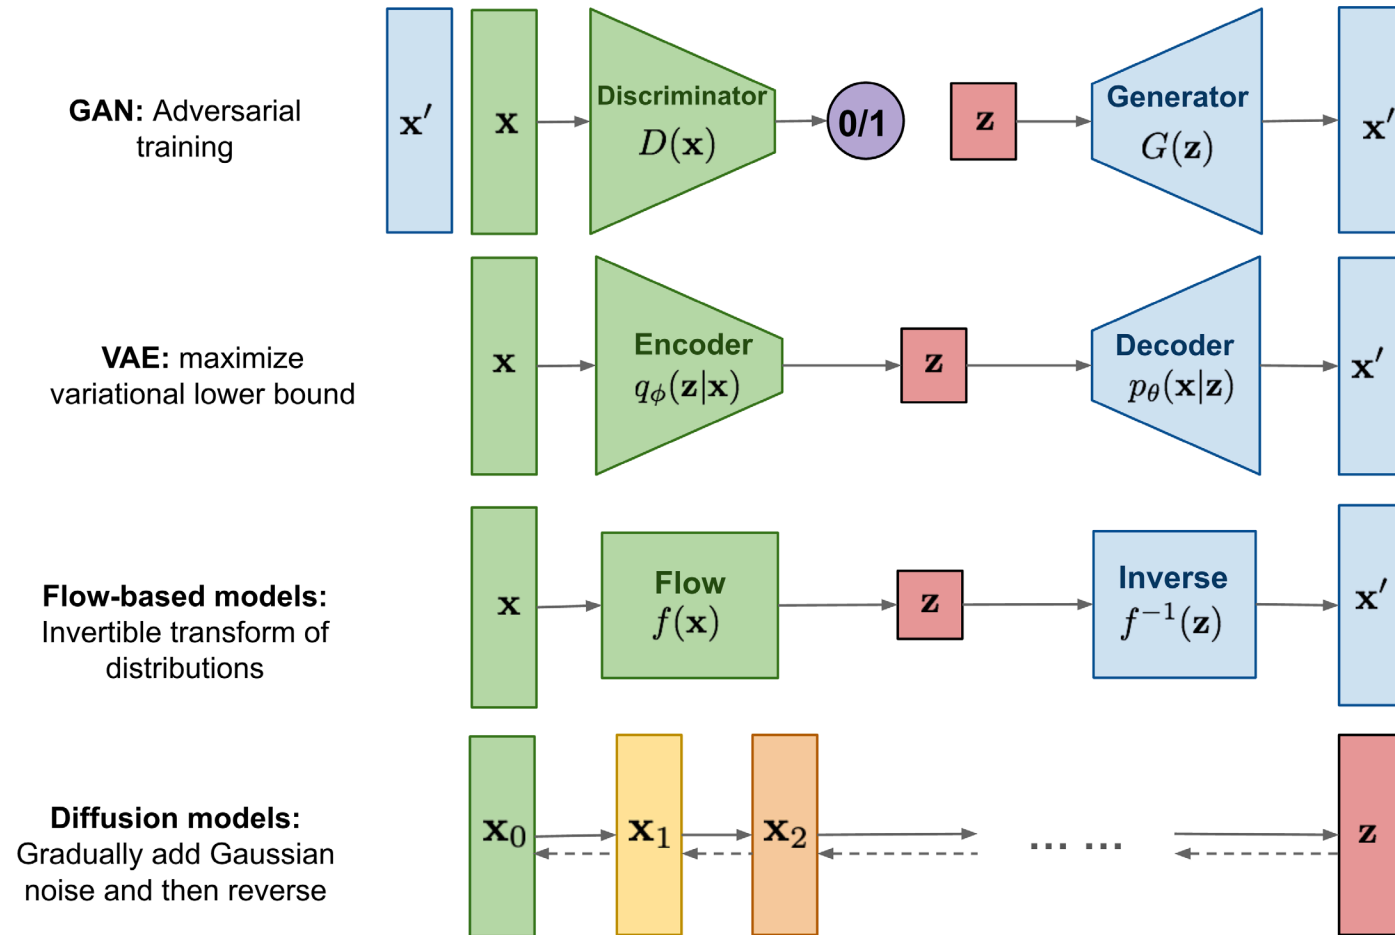 GAN: Adversarial
training
x′
x
Discriminator
D(x)
0/1
z
Generator
G(z)
x′
VAE: maximize
variational lower bound
x
Encoder
qϕ(z|x)
z
Decoder
pθ(x|z)
x′
Flow-based models:
Invertible transform of
distributions
x
Flow
f(x)
z
Inverse
f⁻¹(z)
x′
Diffusion models:
Gradually add Gaussian
noise and then reverse
x₀
x₁
x₂
... ...
z